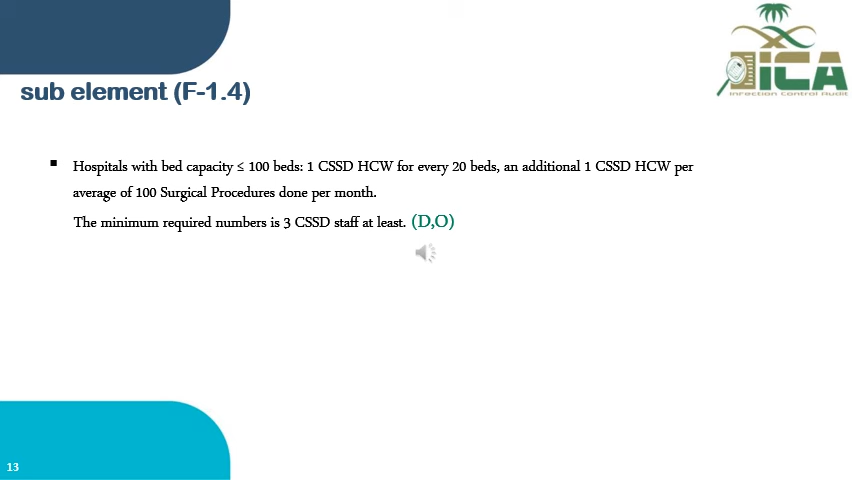 iCA
Infection Control Audit
sub element (F-1.4)
▪ Hospitals with bed capacity ≤ 100 beds: 1 CSSD HCW for every 20 beds, an additional 1 CSSD HCW per
average of 100 Surgical Procedures done per month.
The minimum required numbers is 3 CSSD staff at least. (D,O)
13